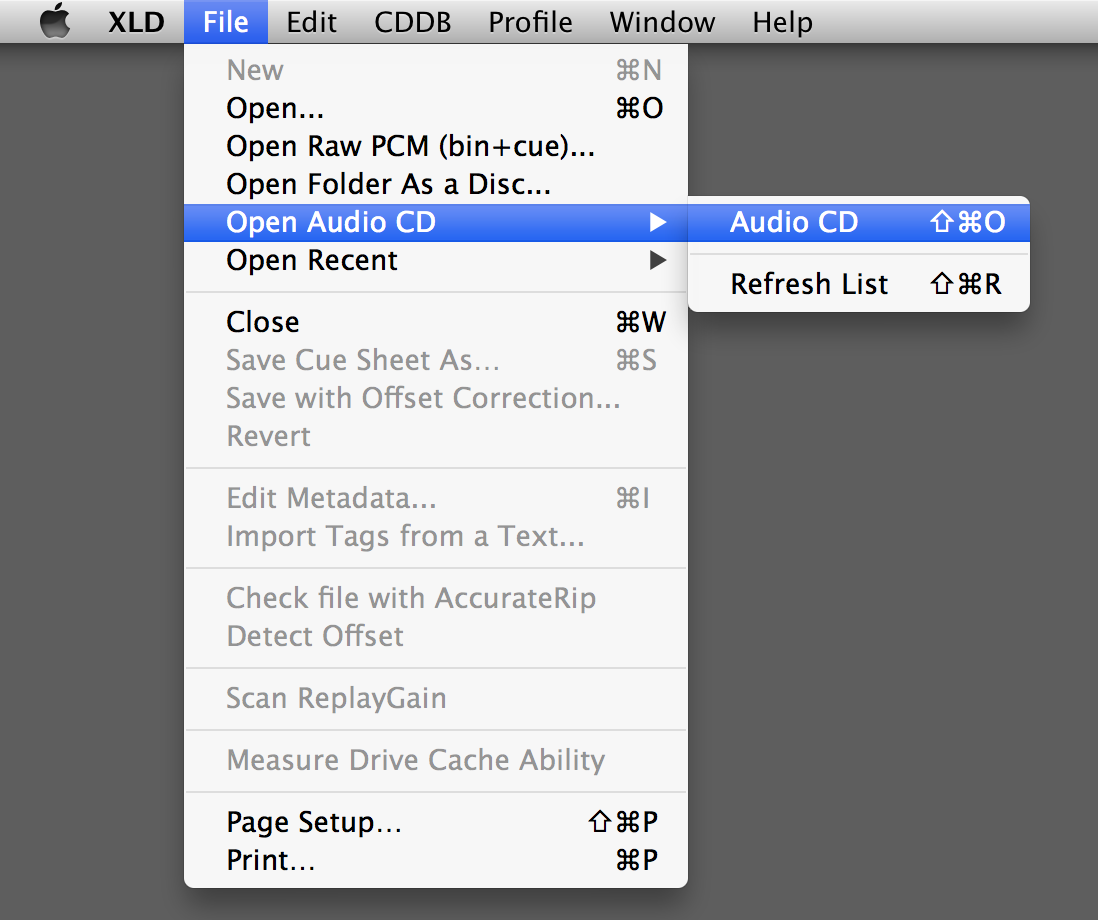 XLD File Edit CDDB Profile Window Help
New ⌘N
Open... ⌘O
Open Raw PCM (bin+cue)...
Open Folder As a Disc...
Open Audio CD ▶ Audio CD ⇧⌘O
Open Recent ▶
Refresh List ⇧⌘R
Close ⌘W
Save Cue Sheet As... ⌘S
Save with Offset Correction...
Revert
Edit Metadata... ⌘I
Import Tags from a Text...
Check file with AccurateRip
Detect Offset
Scan ReplayGain
Measure Drive Cache Ability
Page Setup... ⇧⌘P
Print... ⌘P